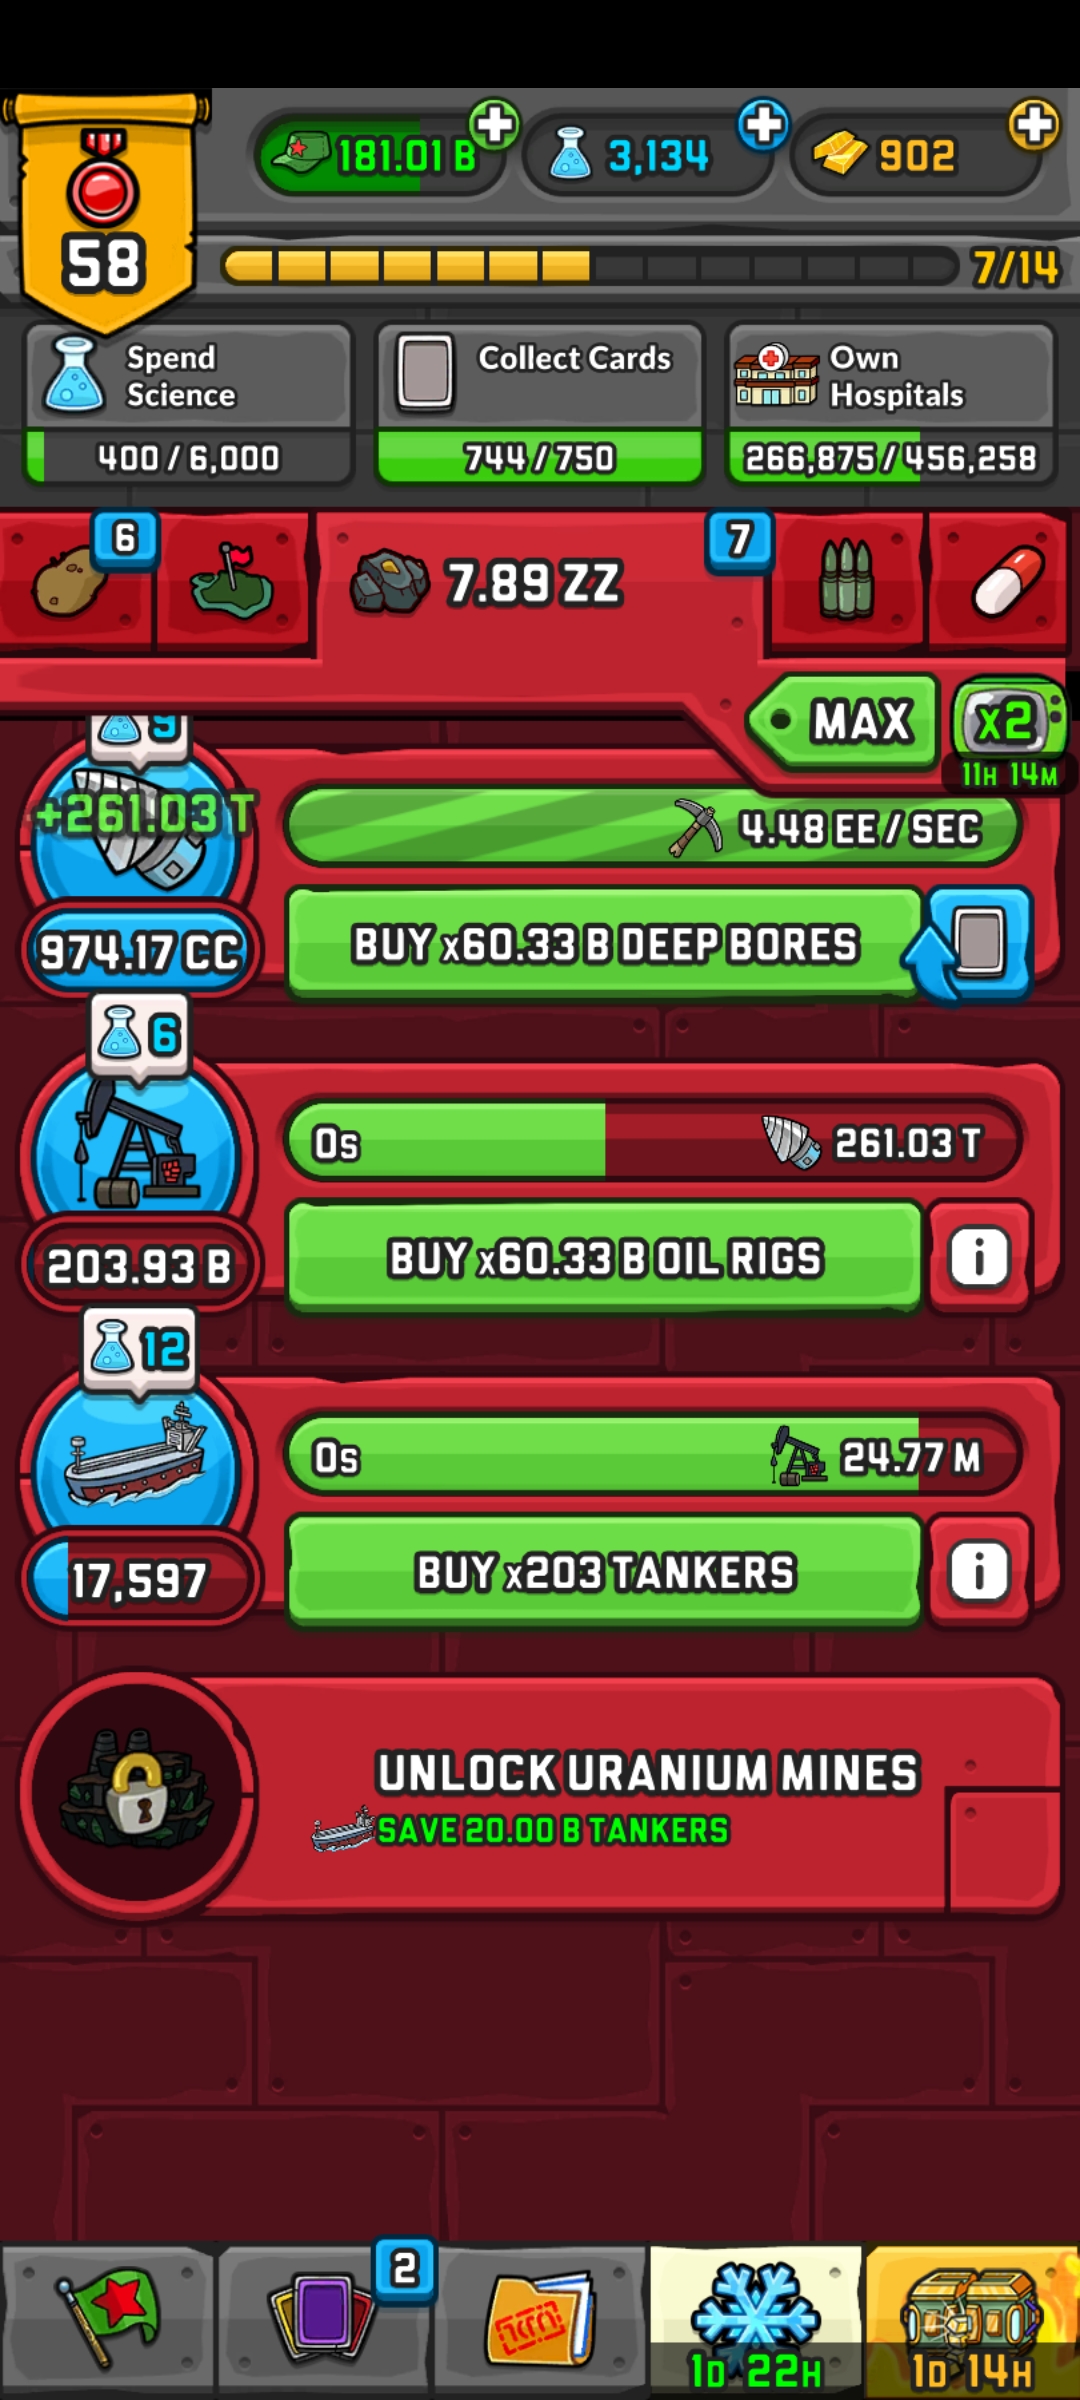 58
181.01 B
3,134
902
7/14
Spend
Science
400 / 6,000
Collect Cards
744 / 750
Own
Hospitals
266,875 / 456,258
6
7.89 ZZ
7
MAX
x2
11H 14M
9
+261.03 T
4.48 EE / SEC
974.17 CC
BUY x60.33 B DEEP BORES
6
0s
261.03 T
203.93 B
BUY x60.33 B OIL RIGS
i
12
0s
24.77 M
17,597
BUY x203 TANKERS
i
UNLOCK URANIUM MINES
SAVE 20.00 B TANKERS
2
1D 22H
1D 14H